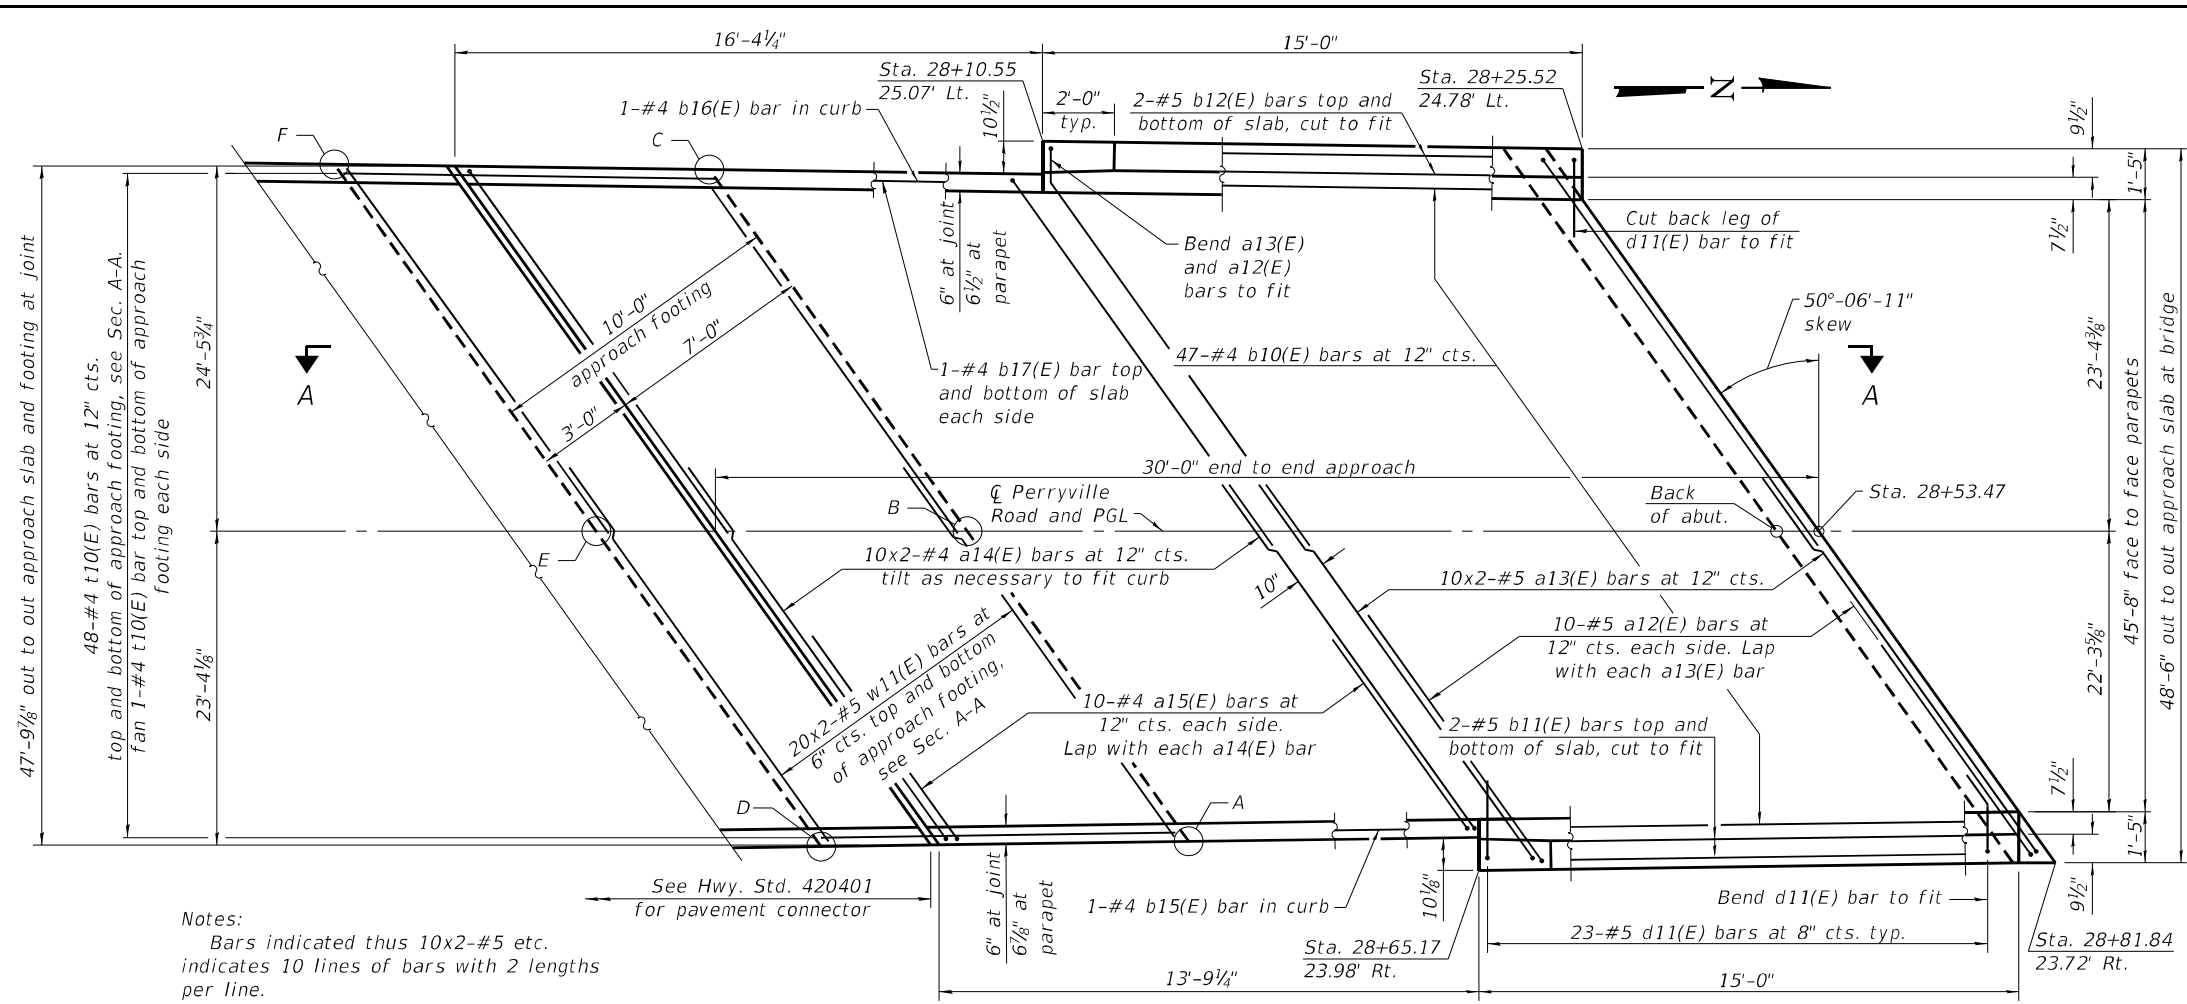 16'-4¼"
15'-0"
Sta. 28+10.55
25.07' Lt.
Sta. 28+25.52
24.78' Lt.
N
1-#4 b16(E) bar in curb
10½"
2'-0"
typ.
2-#5 b12(E) bars top and
bottom of slab, cut to fit
9½"
F
C
1'-5"
7½"
Cut back leg of
d11(E) bar to fit
6" at joint
6½" at
parapet
Bend a13(E)
and a12(E)
bars to fit
50°-06'-11"
skew
10'-0"
approach footing
7'-0"
3'-0"
A
A
47-#4 b10(E) bars at 12" cts.
1-#4 b17(E) bar top
and bottom of slab
each side
47'-9⅞" out to out approach slab and footing at joint
48-#4 t10(E) bars at 12" cts.
top and bottom of approach footing, see Sec. A-A.
fan 1-#4 t10(E) bar top and bottom of approach
footing each side
24'-5¾"
23'-4⅛"
23'-4⅜"
22'-3⅝"
45'-8" face to face parapets
48'-6" out to out approach slab at bridge
30'-0" end to end approach
℄ Perryville
Road and PGL
B
E
Back
of abut.
Sta. 28+53.47
10x2-#4 a14(E) bars at 12" cts.
tilt as necessary to fit curb
10"
10x2-#5 a13(E) bars at 12" cts.
20x2-#5 w11(E) bars at
6" cts. top and bottom
of approach footing,
see Sec. A-A
10-#5 a12(E) bars at
12" cts. each side. Lap
with each a13(E) bar
10-#4 a15(E) bars at
12" cts. each side.
Lap with each a14(E) bar
2-#5 b11(E) bars top and
bottom of slab, cut to fit
7½"
1'-5"
9½"
D
A
See Hwy. Std. 420401
for pavement connector
6" at joint
6⅞" at
parapet
1-#4 b15(E) bar in curb
10⅛"
Bend d11(E) bar to fit
23-#5 d11(E) bars at 8" cts. typ.
Sta. 28+65.17
23.98' Rt.
Sta. 28+81.84
23.72' Rt.
13'-9¼"
15'-0"
Notes:
Bars indicated thus 10x2-#5 etc.
indicates 10 lines of bars with 2 lengths
per line.